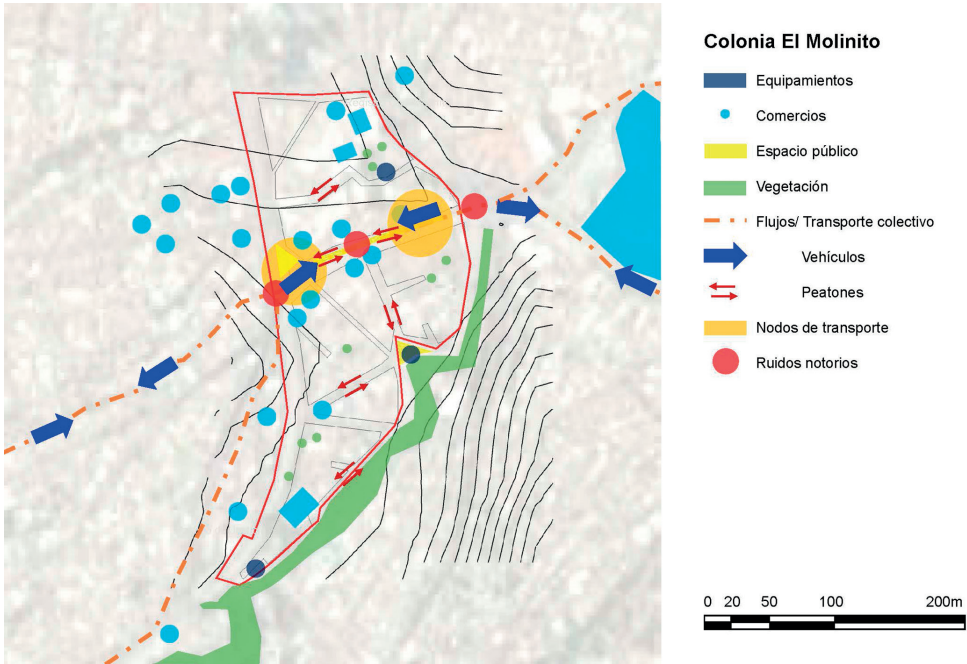 Colonia El Molinito
Equipamientos
Comercios
Espacio público
Vegetación
Flujos/ Transporte colectivo
Vehículos
Peatones
Nodos de transporte
Ruidos notorios
0 20 50 100 200m